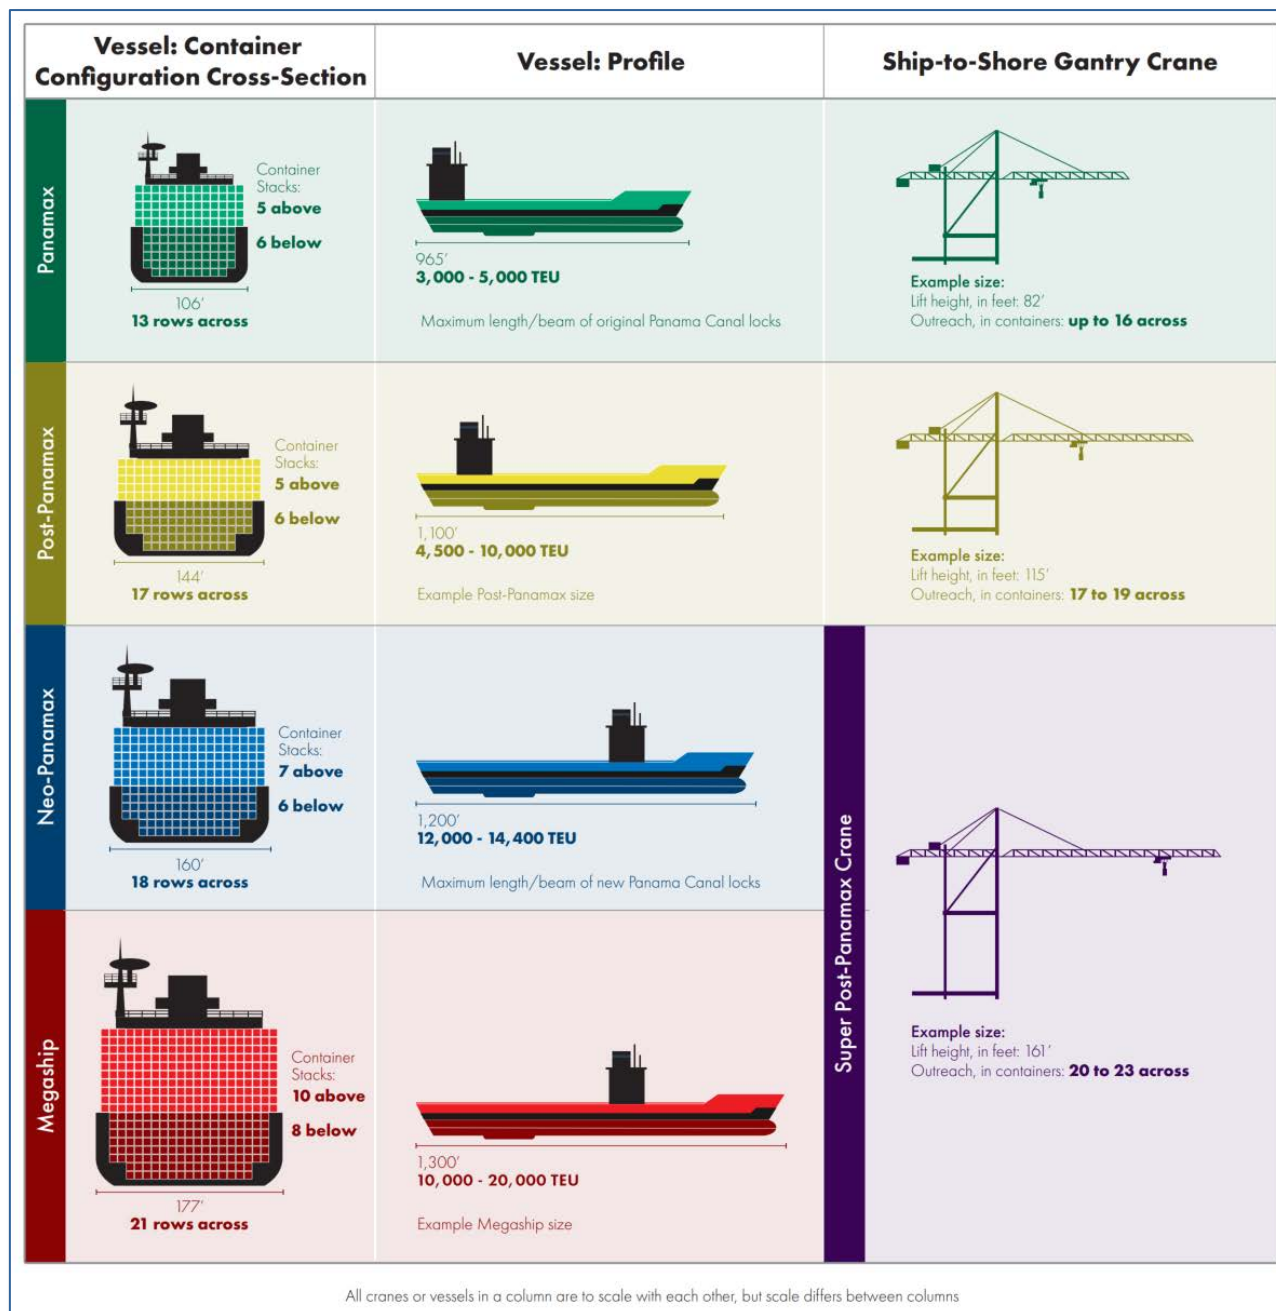 Vessel: Container
Configuration Cross-Section
Vessel: Profile
Ship-to-Shore Gantry Crane
Panamax
Container
Stacks:
5 above
6 below
106′
13 rows across
965′
3,000 - 5,000 TEU
Maximum length/beam of original Panama Canal locks
Example size:
Lift height, in feet: 82′
Outreach, in containers: up to 16 across
Post-Panamax
Container
Stacks:
5 above
6 below
144′
17 rows across
1,100′
4,500 - 10,000 TEU
Example Post-Panamax size
Example size:
Lift height, in feet: 115′
Outreach, in containers: 17 to 19 across
Neo-Panamax
Container
Stacks:
7 above
6 below
160′
18 rows across
1,200′
12,000 - 14,400 TEU
Maximum length/beam of new Panama Canal locks
Super Post-Panamax Crane
Example size:
Lift height, in feet: 161′
Outreach, in containers: 20 to 23 across
Megaship
Container
Stacks:
10 above
8 below
177′
21 rows across
1,300′
10,000 - 20,000 TEU
Example Megaship size
All cranes or vessels in a column are to scale with each other, but scale differs between columns